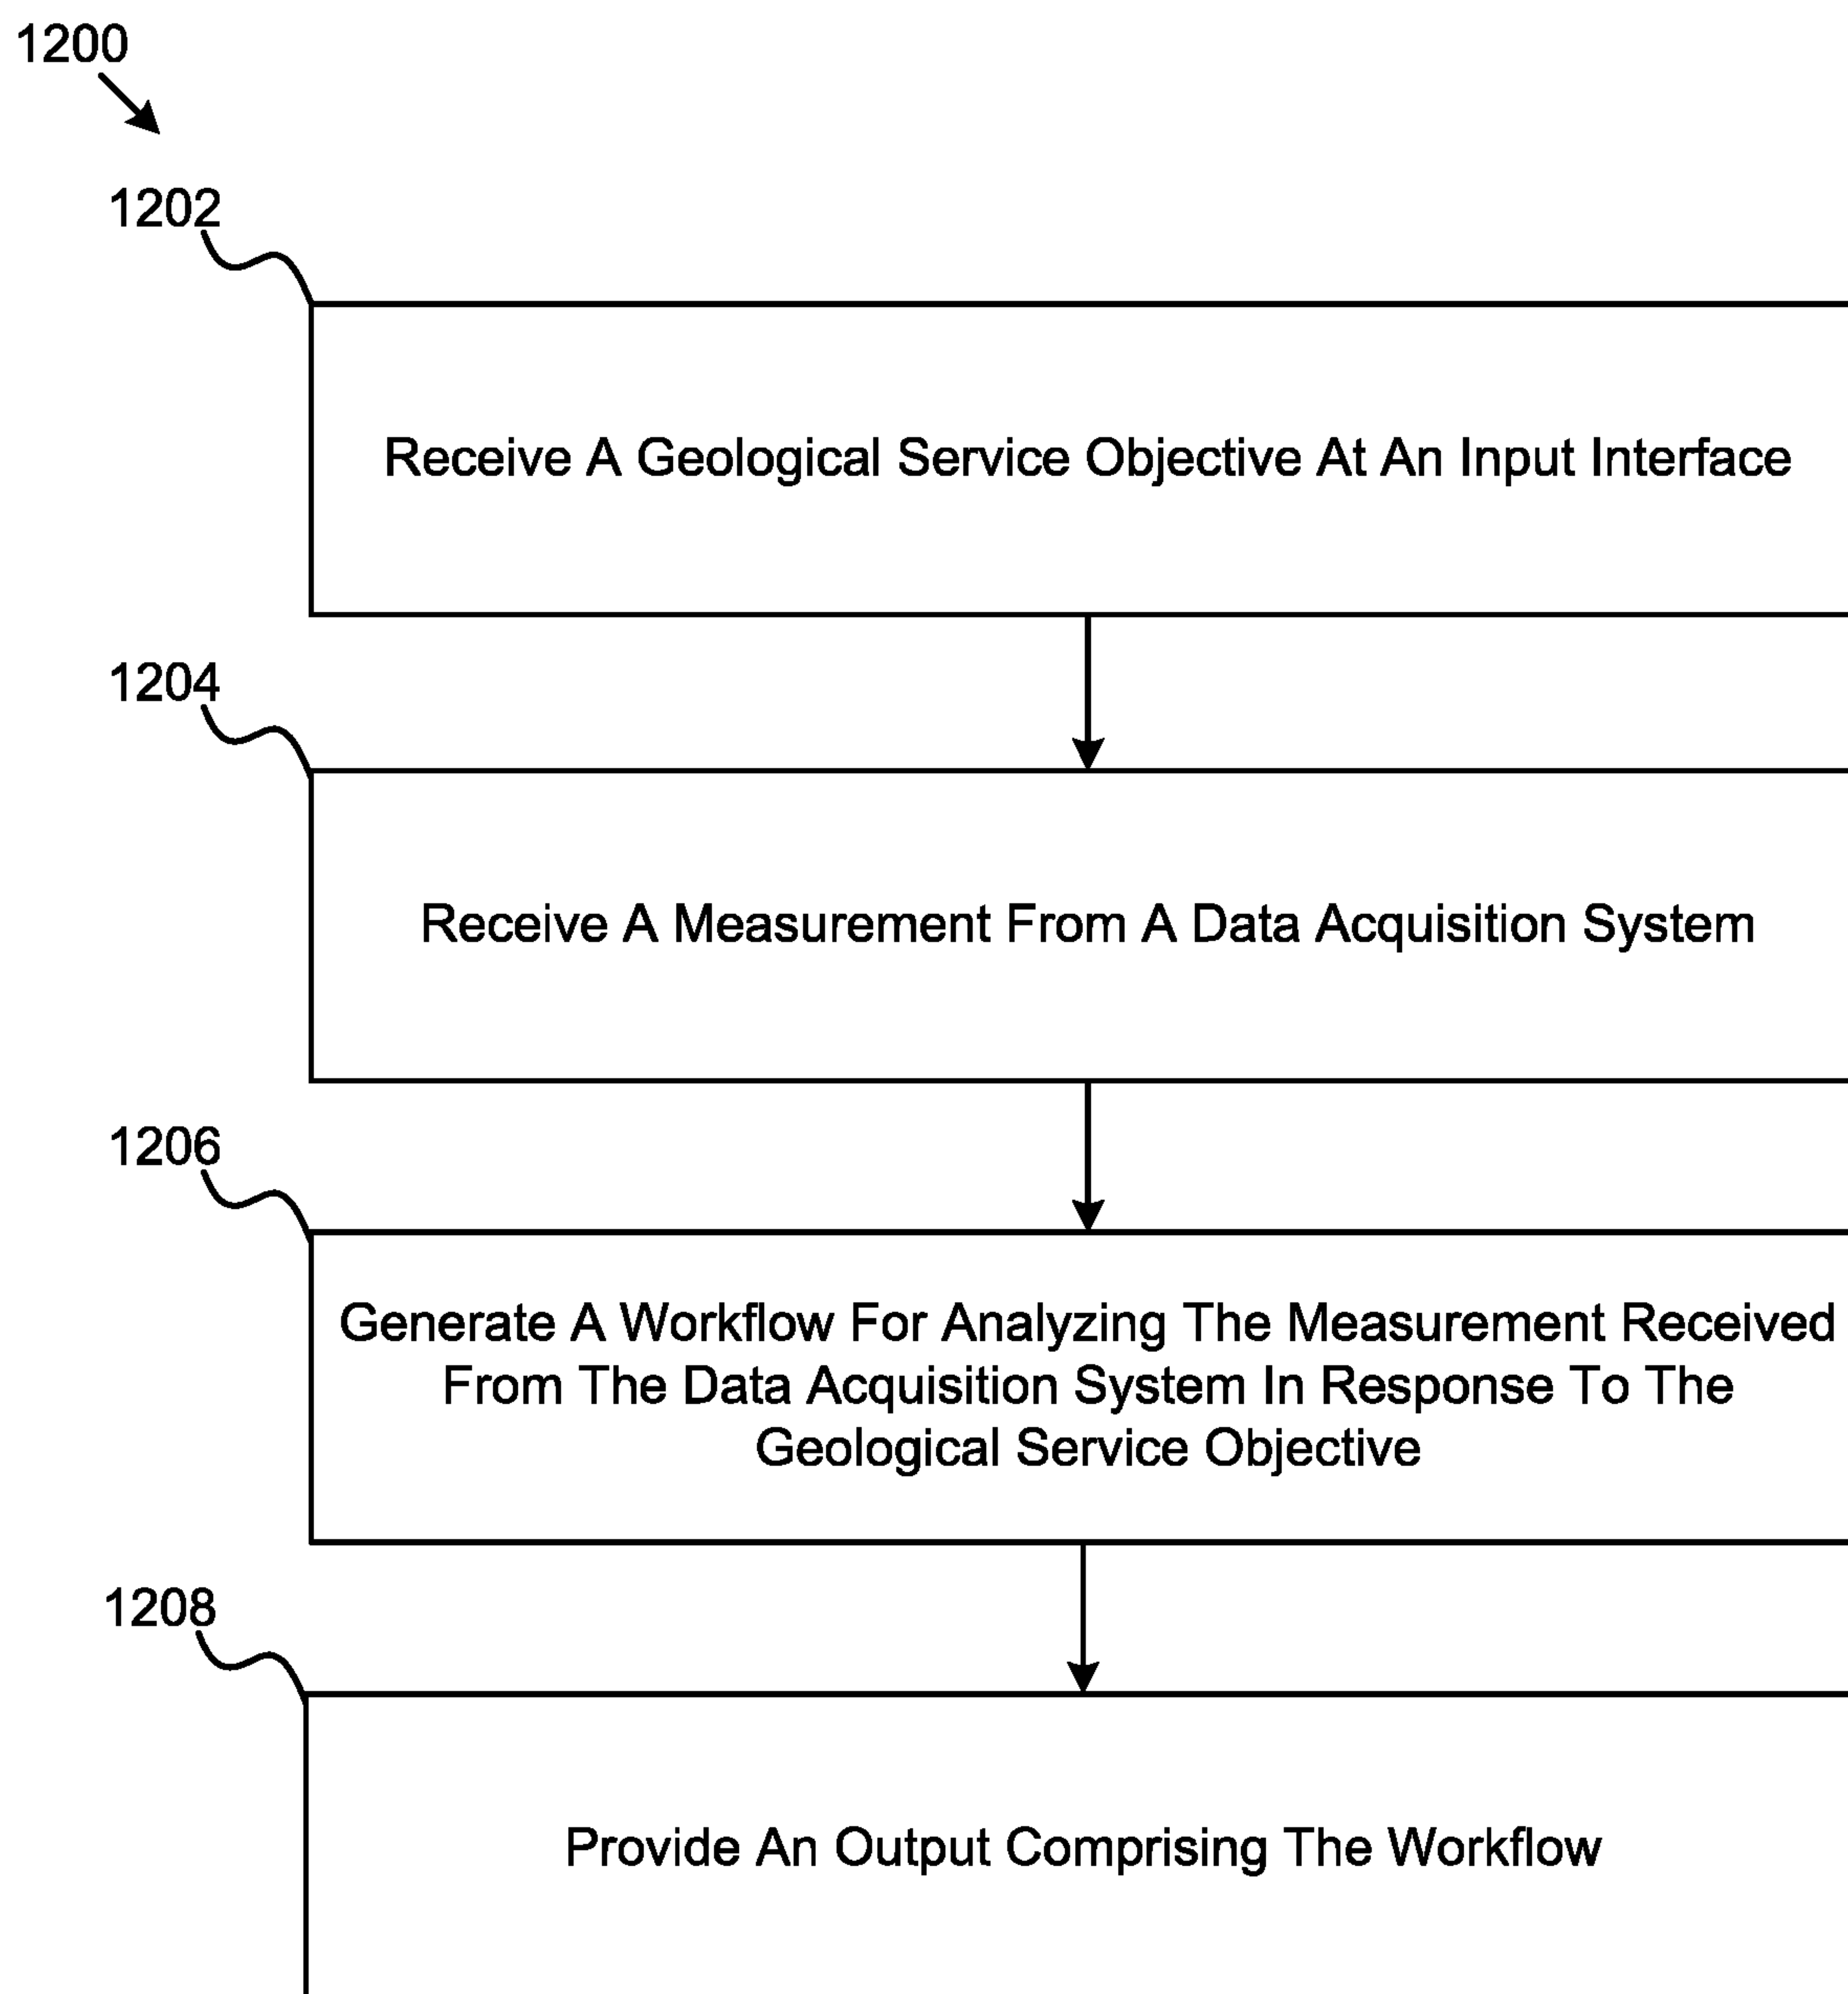 1200
1202
Receive A Geological Service Objective At An Input Interface
1204
Receive A Measurement From A Data Acquisition System
1206
Generate A Workflow For Analyzing The Measurement Received
From The Data Acquisition System In Response To The
Geological Service Objective
1208
Provide An Output Comprising The Workflow